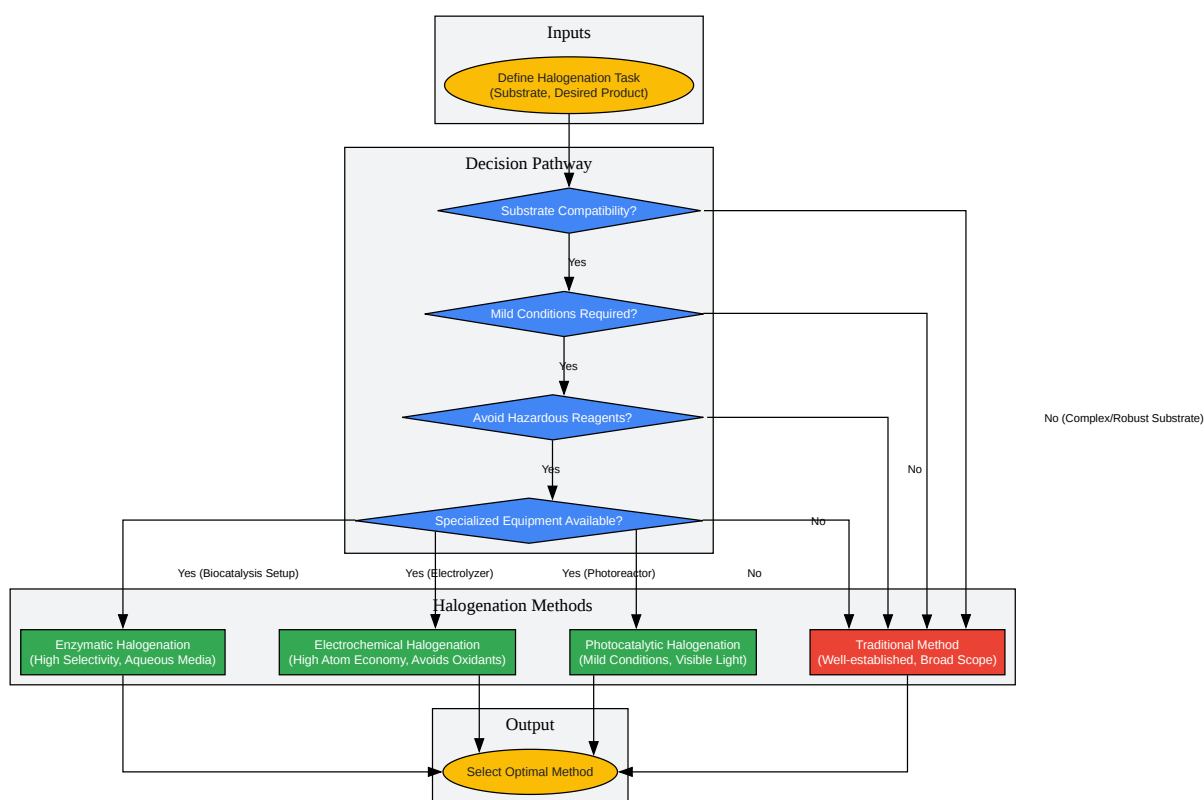 Inputs
Define Halogenation Task
(Substrate, Desired Product)
Decision Pathway
Substrate Compatibility?
Yes
Mild Conditions Required?
Yes
Avoid Hazardous Reagents?
No (Complex/Robust Substrate)
Yes
No
Specialized Equipment Available?
No
Yes (Biocatalysis Setup)
Yes (Electrolyzer)
Yes (Photoreactor)
No
Halogenation Methods
Enzymatic Halogenation
(High Selectivity, Aqueous Media)
Electrochemical Halogenation
(High Atom Economy, Avoids Oxidants)
Photocatalytic Halogenation
(Mild Conditions, Visible Light)
Traditional Method
(Well-established, Broad Scope)
Output
Select Optimal Method